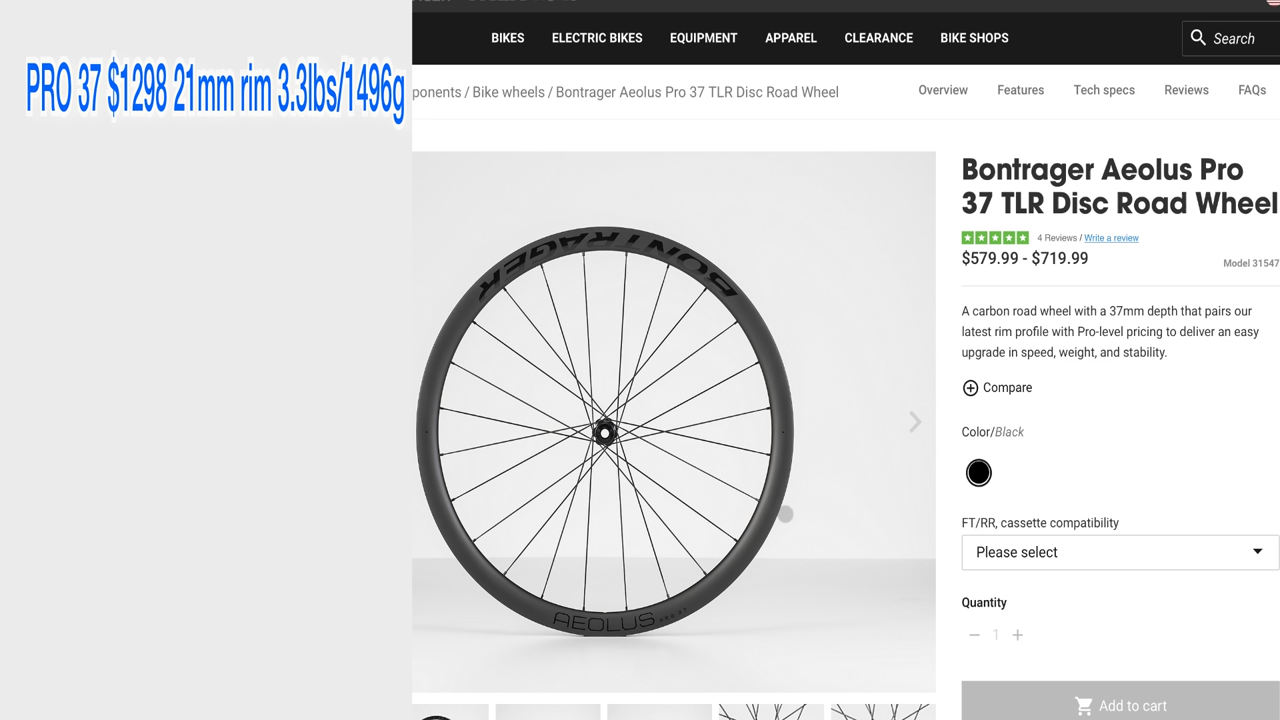 PRO 37 $1298 21mm rim 3.3lbs/1496g
BIKES ELECTRIC BIKES EQUIPMENT APPAREL CLEARANCE BIKE SHOPS Search
ponents / Bike wheels / Bontrager Aeolus Pro 37 TLR Disc Road Wheel
Overview Features Tech specs Reviews FAQs
BONTRAGER
AEOLUS
Bontrager Aeolus Pro
37 TLR Disc Road Wheel
4 Reviews / Write a review
$579.99 - $719.99
Model 31547
A carbon road wheel with a 37mm depth that pairs our
latest rim profile with Pro-level pricing to deliver an easy
upgrade in speed, weight, and stability.
Compare
Color/Black
FT/RR, cassette compatibility
Please select
Quantity
1
Add to cart